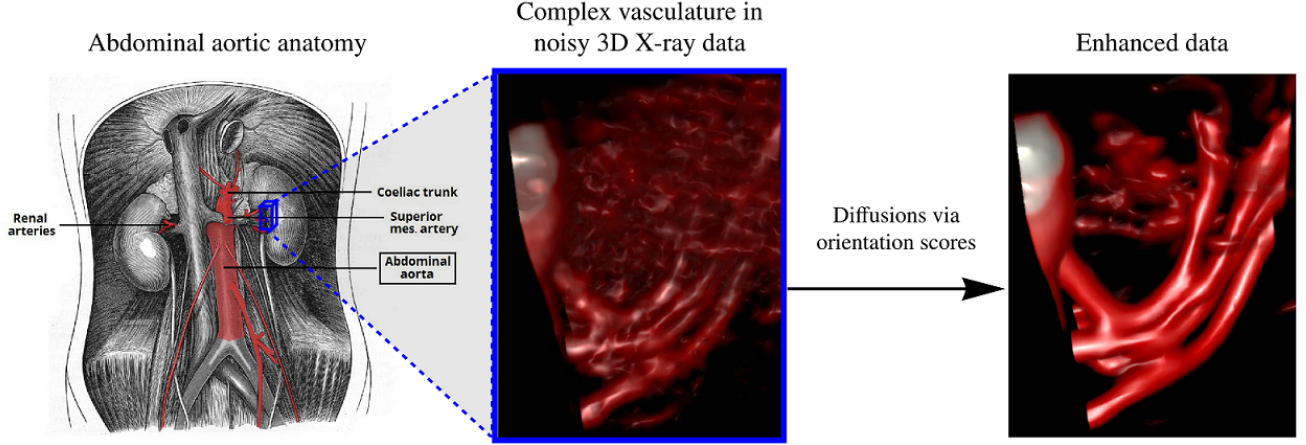 Abdominal aortic anatomy
Complex vasculature in
noisy 3D X-ray data
Enhanced data
Coeliac trunk
Renal
arteries
Superior
mes. artery
Abdominal
aorta
Diffusions via
orientation scores